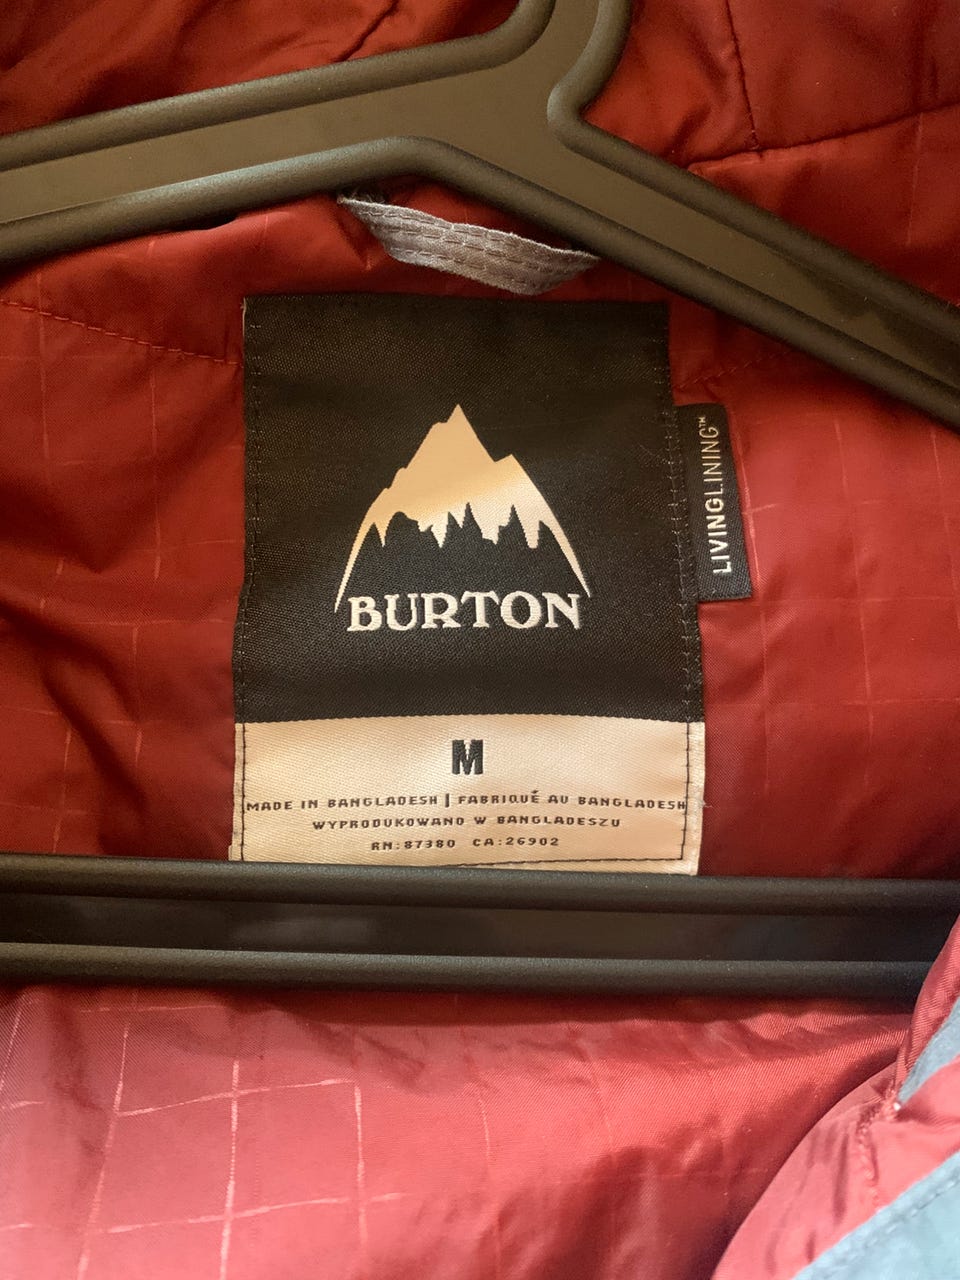 BURTON
LIVINGLINING™
M
MADE IN BANGLADESH | FABRIQUÉ AU BANGLADESH
WYPRODUKOWANO W BANGLADESZU
RN:87380 CA:26902